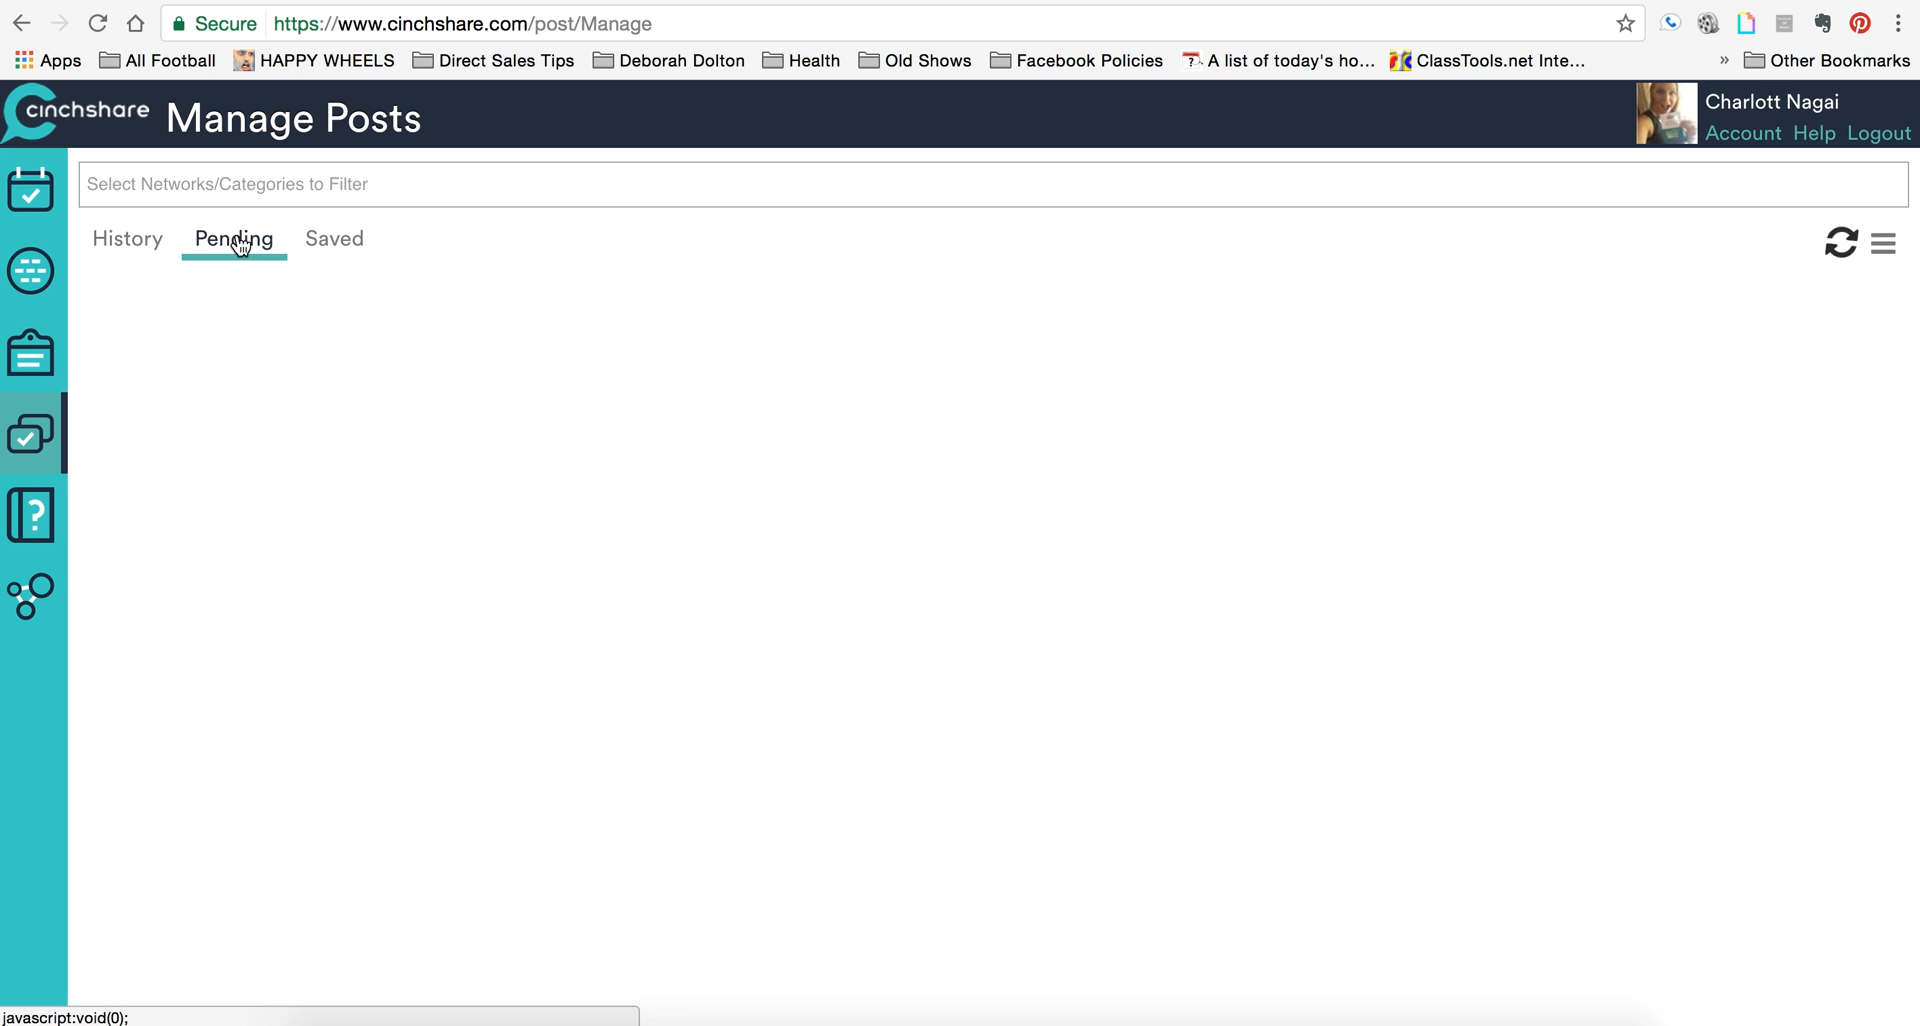 Secure https://www.cinchshare.com/post/Manage
Apps All Football HAPPY WHEELS Direct Sales Tips Deborah Dolton Health Old Shows Facebook Policies ? A list of today's ho... ClassTools.net Inte... » Other Bookmarks
cinchshare Manage Posts
Charlott Nagai
Account Help Logout
Select Networks/Categories to Filter
History Pending Saved
?
javascript:void(0);